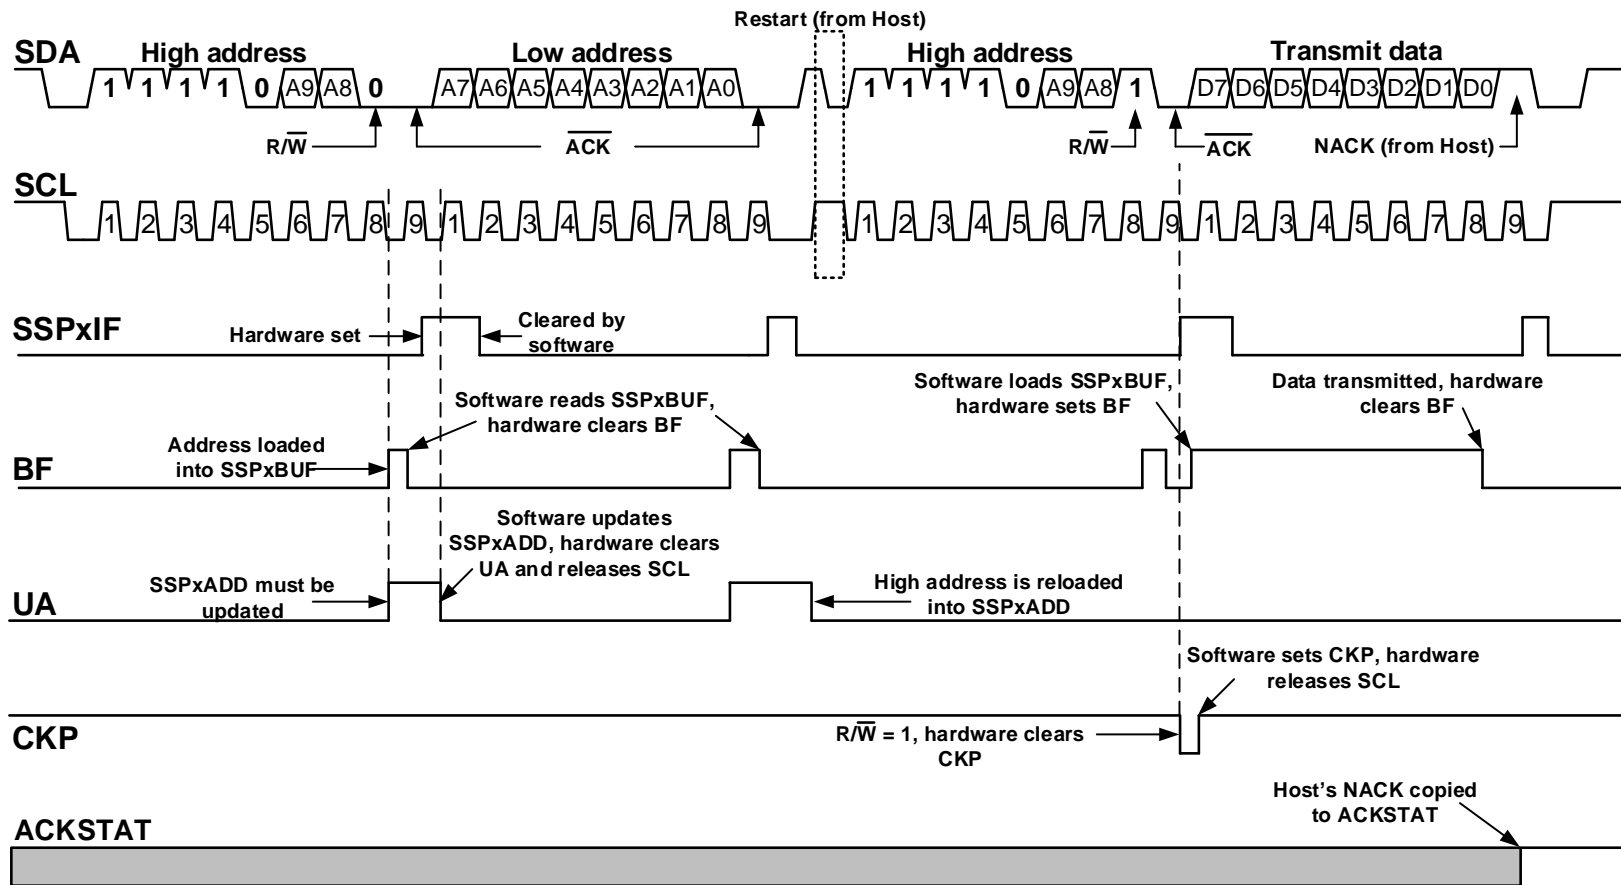 Restart (from Host)
SDA
High address
Low address
High address
Transmit data
1 1 1 1 0 A9 A8 0
A7 A6 A5 A4 A3 A2 A1 A0
1 1 1 1 0 A9 A8 1
D7 D6 D5 D4 D3 D2 D1 D0
R/W̅
A̅C̅K̅
R/W̅
A̅C̅K̅
NACK (from Host)
SCL
1 2 3 4 5 6 7 8 9 1 2 3 4 5 6 7 8 9
1 2 3 4 5 6 7 8 9 1 2 3 4 5 6 7 8 9
SSPxIF
Hardware set
Cleared by
software
Software reads SSPxBUF,
hardware clears BF
Software loads SSPxBUF,
hardware sets BF
Data transmitted, hardware
clears BF
BF
Address loaded
into SSPxBUF
Software updates
SSPxADD, hardware clears
UA and releases SCL
UA
SSPxADD must be
updated
High address is reloaded
into SSPxADD
Software sets CKP, hardware
releases SCL
CKP
R/W̅ = 1, hardware clears
CKP
Host's NACK copied
to ACKSTAT
ACKSTAT